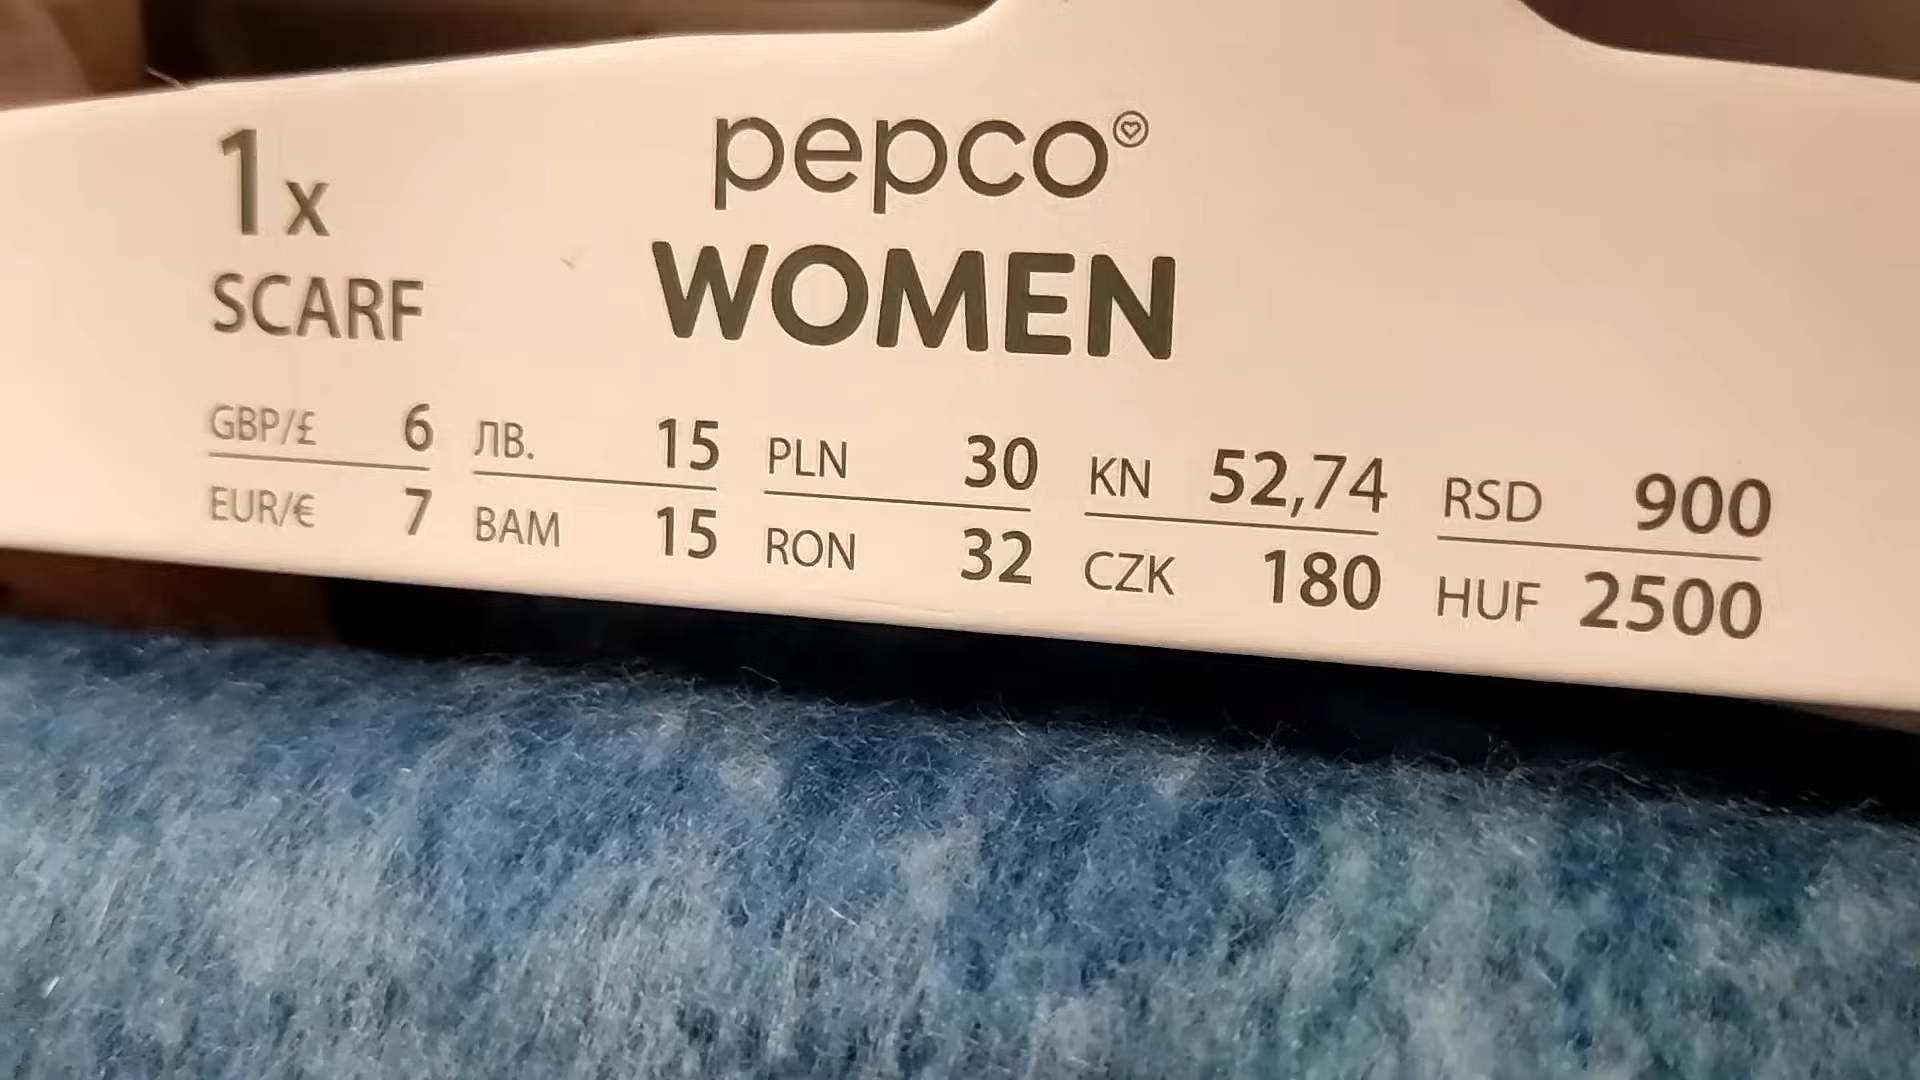 1x
SCARF
pepco
WOMEN
GBP/£ 6 ЛВ. 15 PLN 30 KN 52,74 RSD 900
EUR/€ 7 BAM 15 RON 32 CZK 180 HUF 2500